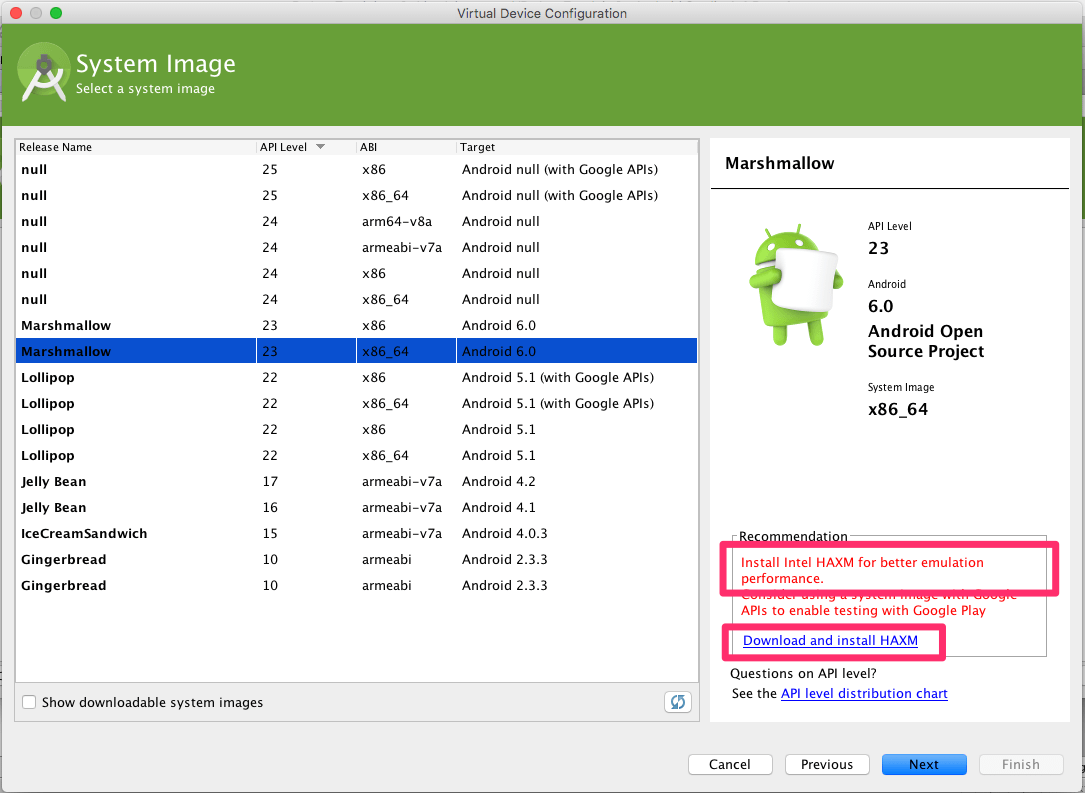 Virtual Device Configuration
System Image
Select a system image
Release Name API Level ABI Target
null 25 x86 Android null (with Google APIs)
null 25 x86_64 Android null (with Google APIs)
null 24 arm64-v8a Android null
null 24 armeabi-v7a Android null
null 24 x86 Android null
null 24 x86_64 Android null
Marshmallow 23 x86 Android 6.0
Marshmallow 23 x86_64 Android 6.0
Lollipop 22 x86 Android 5.1 (with Google APIs)
Lollipop 22 x86_64 Android 5.1 (with Google APIs)
Lollipop 22 x86 Android 5.1
Lollipop 22 x86_64 Android 5.1
Jelly Bean 17 armeabi-v7a Android 4.2
Jelly Bean 16 armeabi-v7a Android 4.1
IceCreamSandwich 15 armeabi-v7a Android 4.0.3
Gingerbread 10 armeabi Android 2.3.3
Gingerbread 10 armeabi Android 2.3.3
Show downloadable system images
Marshmallow
API Level
23
Android
6.0
Android Open
Source Project
System Image
x86_64
Recommendation
Install Intel HAXM for better emulation
performance.
Consider using a system image with Google
APIs to enable testing with Google Play
Download and install HAXM
Questions on API level?
See the API level distribution chart
Cancel Previous Next Finish